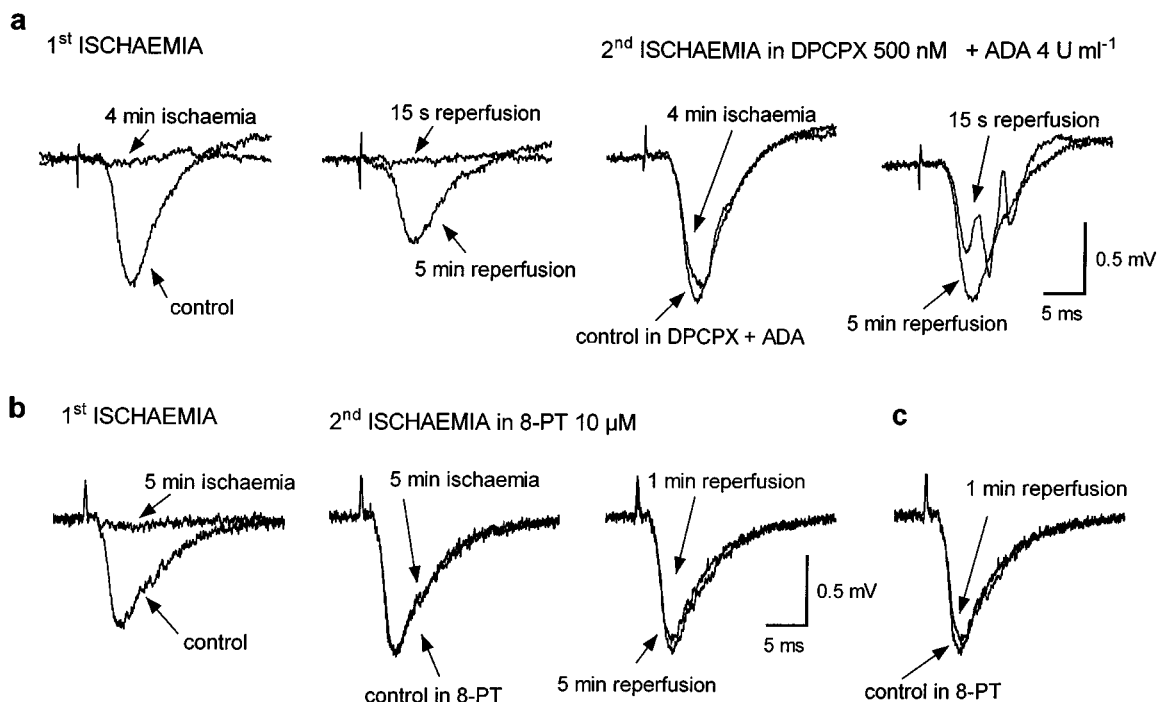 a
1st ISCHAEMIA
2nd ISCHAEMIA in DPCPX 500 nM + ADA 4 U ml-1
4 min ischaemia
control
15 s reperfusion
5 min reperfusion
4 min ischaemia
control in DPCPX + ADA
15 s reperfusion
5 min reperfusion
0.5 mV
5 ms
b
1st ISCHAEMIA
2nd ISCHAEMIA in 8-PT 10 µM
5 min ischaemia
control
5 min ischaemia
control in 8-PT
1 min reperfusion
5 min reperfusion
0.5 mV
5 ms
c
1 min reperfusion
control in 8-PT